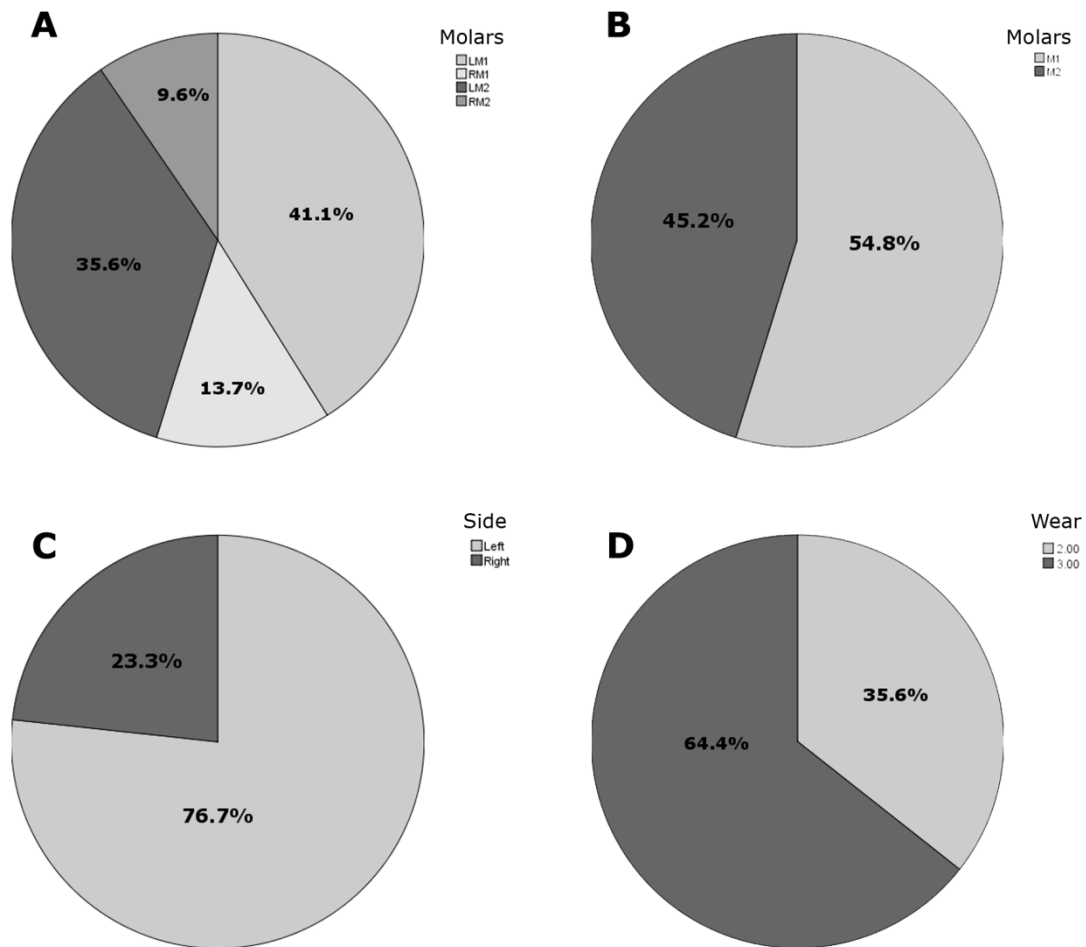 A
Molars
LM1
RM1
LM2
RM2
9.6%
41.1%
35.6%
13.7%
B
Molars
M1
M2
45.2%
54.8%
C
Side
Left
Right
23.3%
76.7%
D
Wear
2.00
3.00
35.6%
64.4%